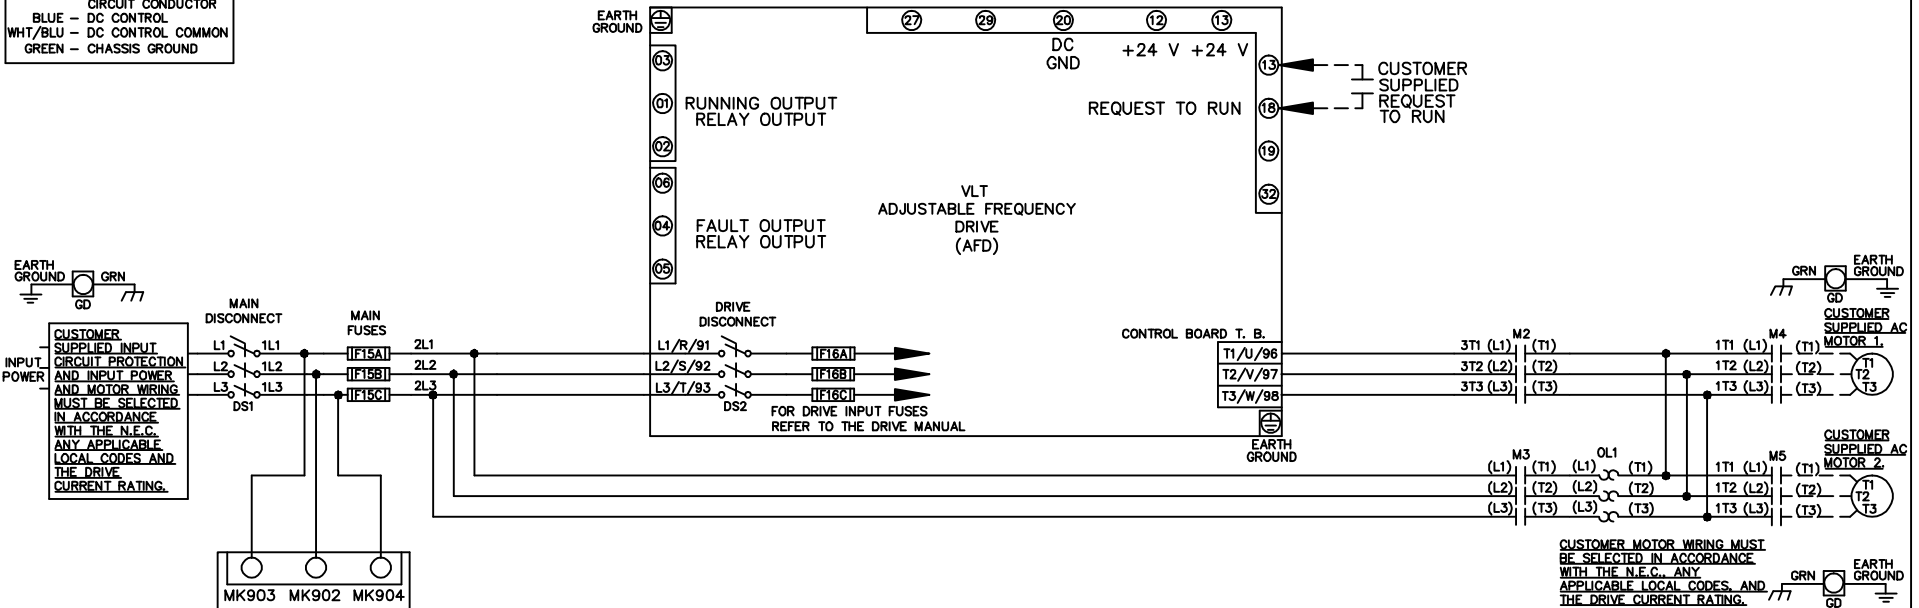 CIRCUIT CONDUCTOR
BLUE – DC CONTROL
WHT/BLU – DC CONTROL COMMON
GREEN – CHASSIS GROUND
EARTH
GROUND
27
29
20
12
13
DC
GND
+24 V
+24 V
03
01
02
RUNNING OUTPUT
RELAY OUTPUT
06
04
05
FAULT OUTPUT
RELAY OUTPUT
13
18
19
32
REQUEST TO RUN
CUSTOMER
SUPPLIED
REQUEST
TO RUN
VLT
ADJUSTABLE FREQUENCY
DRIVE
(AFD)
EARTH
GROUND
GRN
GD
INPUT
POWER
CUSTOMER
SUPPLIED INPUT
CIRCUIT PROTECTION
AND INPUT POWER
AND MOTOR WIRING
MUST BE SELECTED
IN ACCORDANCE
WITH THE N.E.C.
ANY APPLICABLE
LOCAL CODES AND
THE DRIVE
CURRENT RATING.
MAIN
DISCONNECT
L1
1L1
L2
1L2
L3
1L3
DS1
MAIN
FUSES
F15A
F15B
F15C
2L1
2L2
2L3
DRIVE
DISCONNECT
L1/R/91
L2/S/92
L3/T/93
DS2
F16A
F16B
F16C
FOR DRIVE INPUT FUSES
REFER TO THE DRIVE MANUAL
CONTROL BOARD T. B.
T1/U/96
T2/V/97
T3/W/98
EARTH
GROUND
M2
3T1 (L1) (T1)
3T2 (L2) (T2)
3T3 (L3) (T3)
M4
1T1 (L1) (T1)
1T2 (L2) (T2)
1T3 (L3) (T3)
GRN
GD
EARTH
GROUND
CUSTOMER
SUPPLIED AC
MOTOR 1.
T1
T2
T3
M3
(L1) (T1)
(L2) (T2)
(L3) (T3)
OL1
(L1) (T1)
(L2) (T2)
(L3) (T3)
M5
1T1 (L1) (T1)
1T2 (L2) (T2)
1T3 (L3) (T3)
CUSTOMER
SUPPLIED AC
MOTOR 2.
T1
T2
T3
MK903 MK902 MK904
CUSTOMER MOTOR WIRING MUST
BE SELECTED IN ACCORDANCE
WITH THE N.E.C., ANY
APPLICABLE LOCAL CODES, AND
THE DRIVE CURRENT RATING.
GRN
GD
EARTH
GROUND